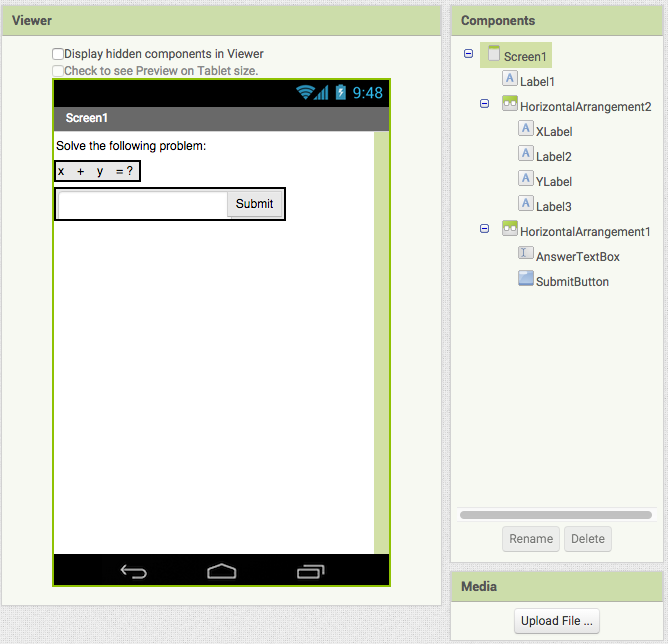 Viewer
Display hidden components in Viewer
Check to see Preview on Tablet size.
9:48
Screen1
Solve the following problem:
x + y = ?
Submit
Components
Screen1
A Label1
HorizontalArrangement2
A XLabel
A Label2
A YLabel
A Label3
HorizontalArrangement1
AnswerTextBox
SubmitButton
Rename Delete
Media
Upload File ...